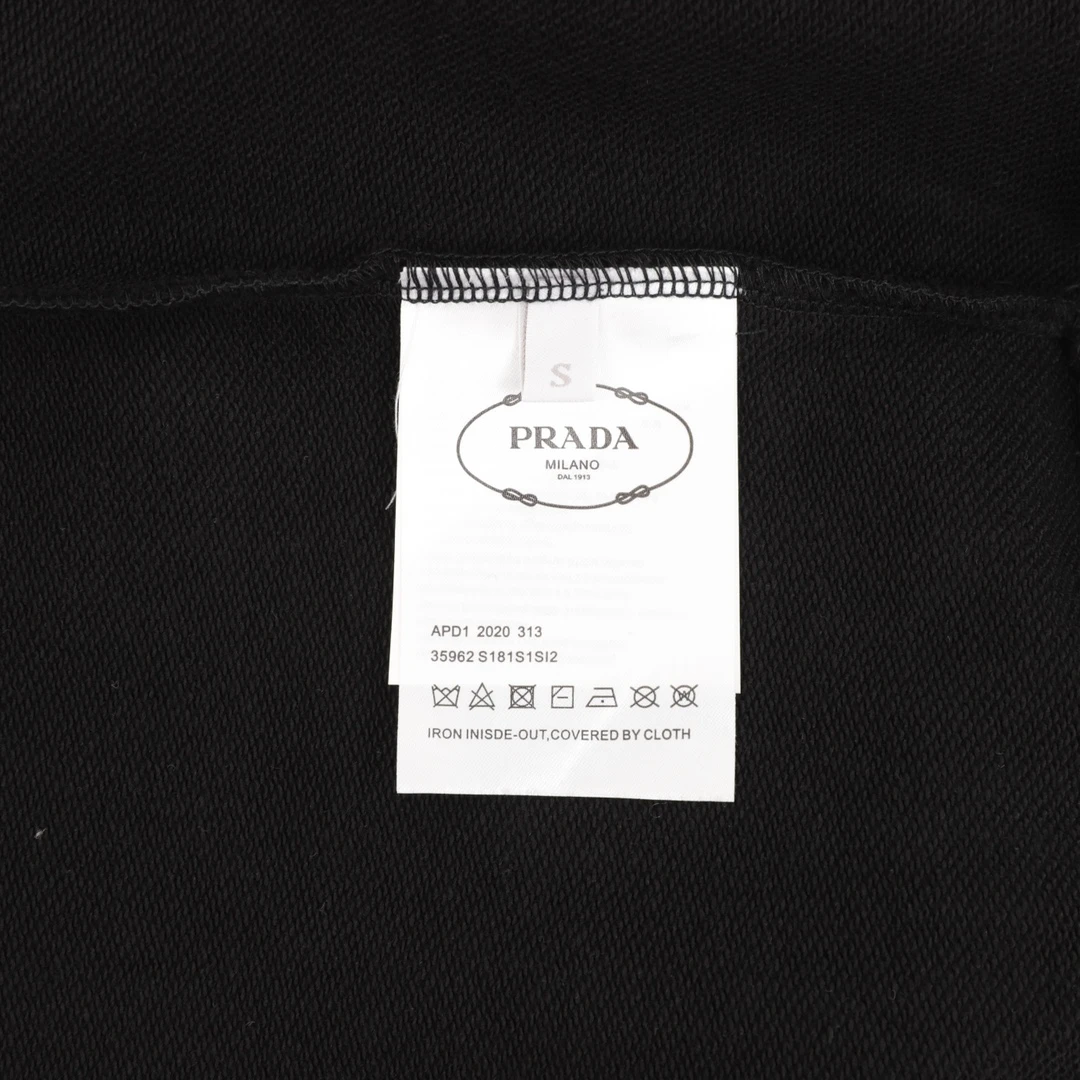 S
PRADA
MILANO
DAL 1913
APD1 2020 313
35962 S181S1SI2
IRON INISDE-OUT,COVERED BY CLOTH